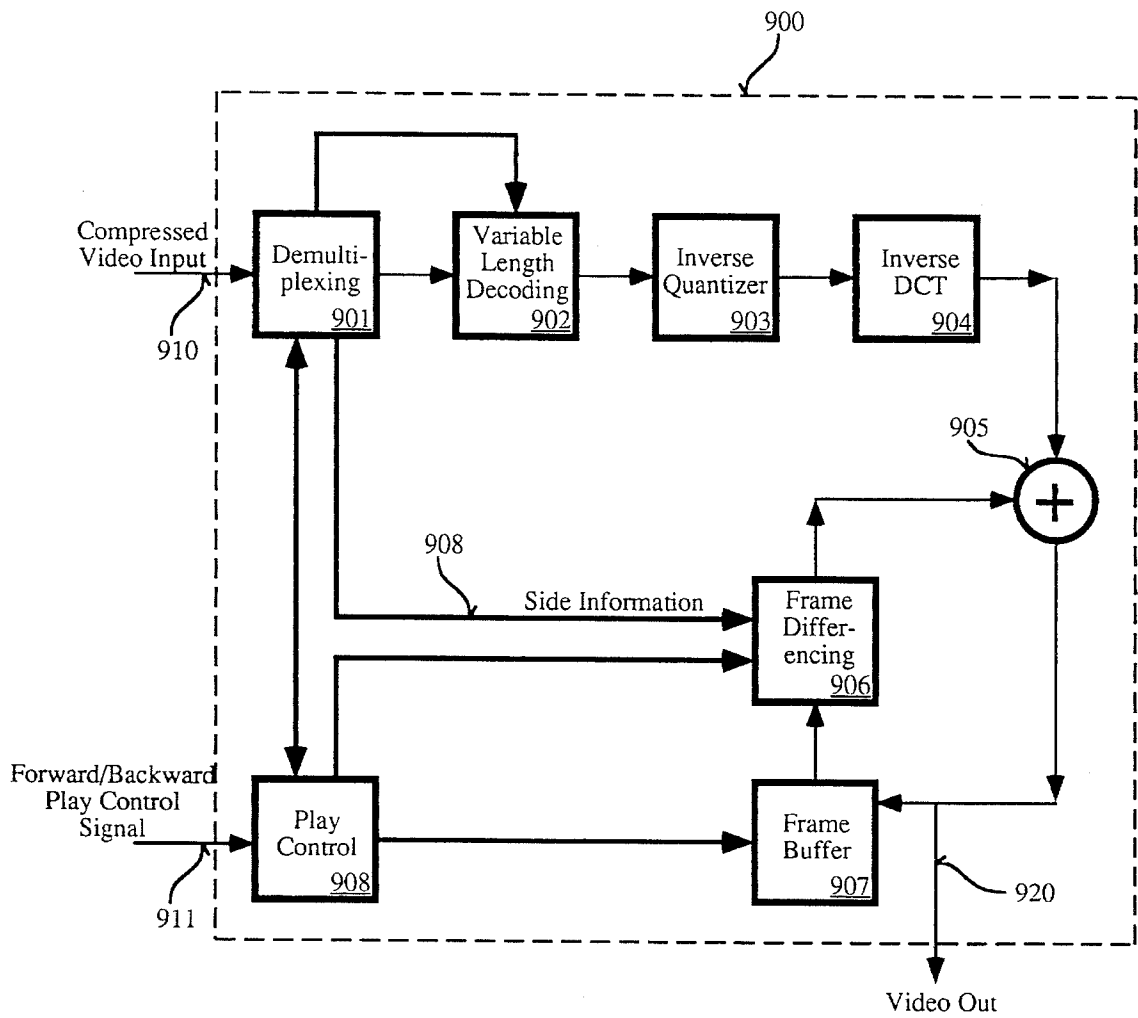 900
Compressed
Video Input
910
Demulti-
plexing
901
Variable
Length
Decoding
902
Inverse
Quantizer
903
Inverse
DCT
904
905
+
908
Side Information
Frame
Differ-
encing
906
Forward/Backward
Play Control
Signal
911
Play
Control
908
Frame
Buffer
907
920
Video Out